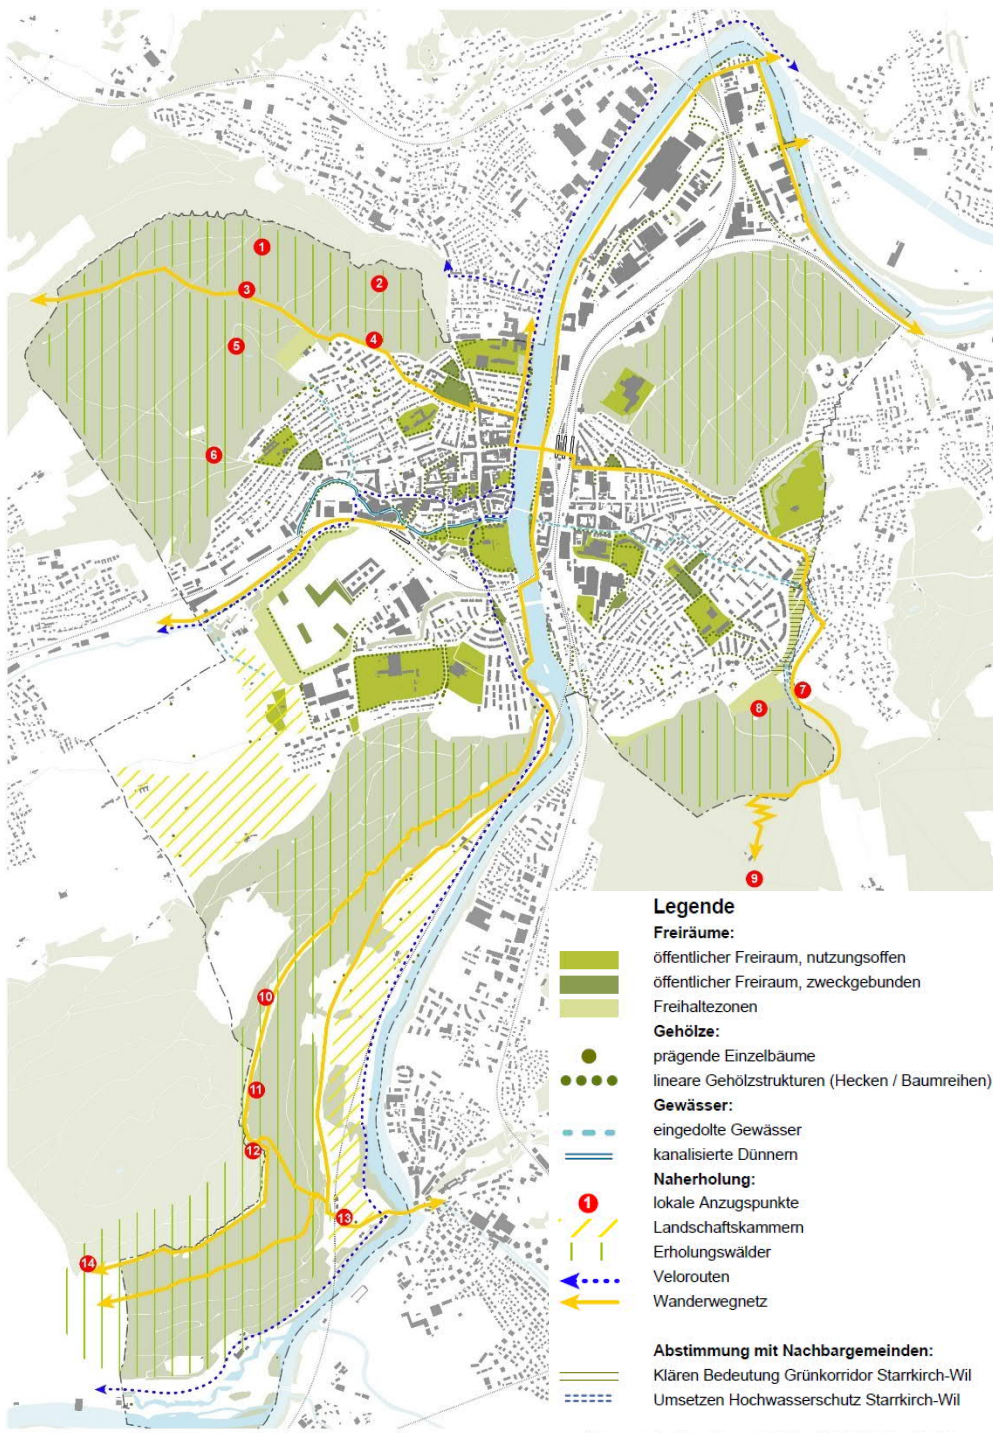 1
2
3
4
5
6
7
8
9
10
11
12
13
14
Legende
Freiräume:
öffentlicher Freiraum, nutzungsoffen
öffentlicher Freiraum, zweckgebunden
Freihaltezonen
Gehölze:
prägende Einzelbäume
lineare Gehölzstrukturen (Hecken / Baumreihen)
Gewässer:
eingedolte Gewässer
kanalisierte Dünnern
Naherholung:
1 lokale Anzugspunkte
Landschaftskammern
Erholungswälder
Velorouten
Wanderwegnetz
Abstimmung mit Nachbargemeinden:
Klären Bedeutung Grünkorridor Starrkirch-Wil
Umsetzen Hochwasserschutz Starrkirch-Wil